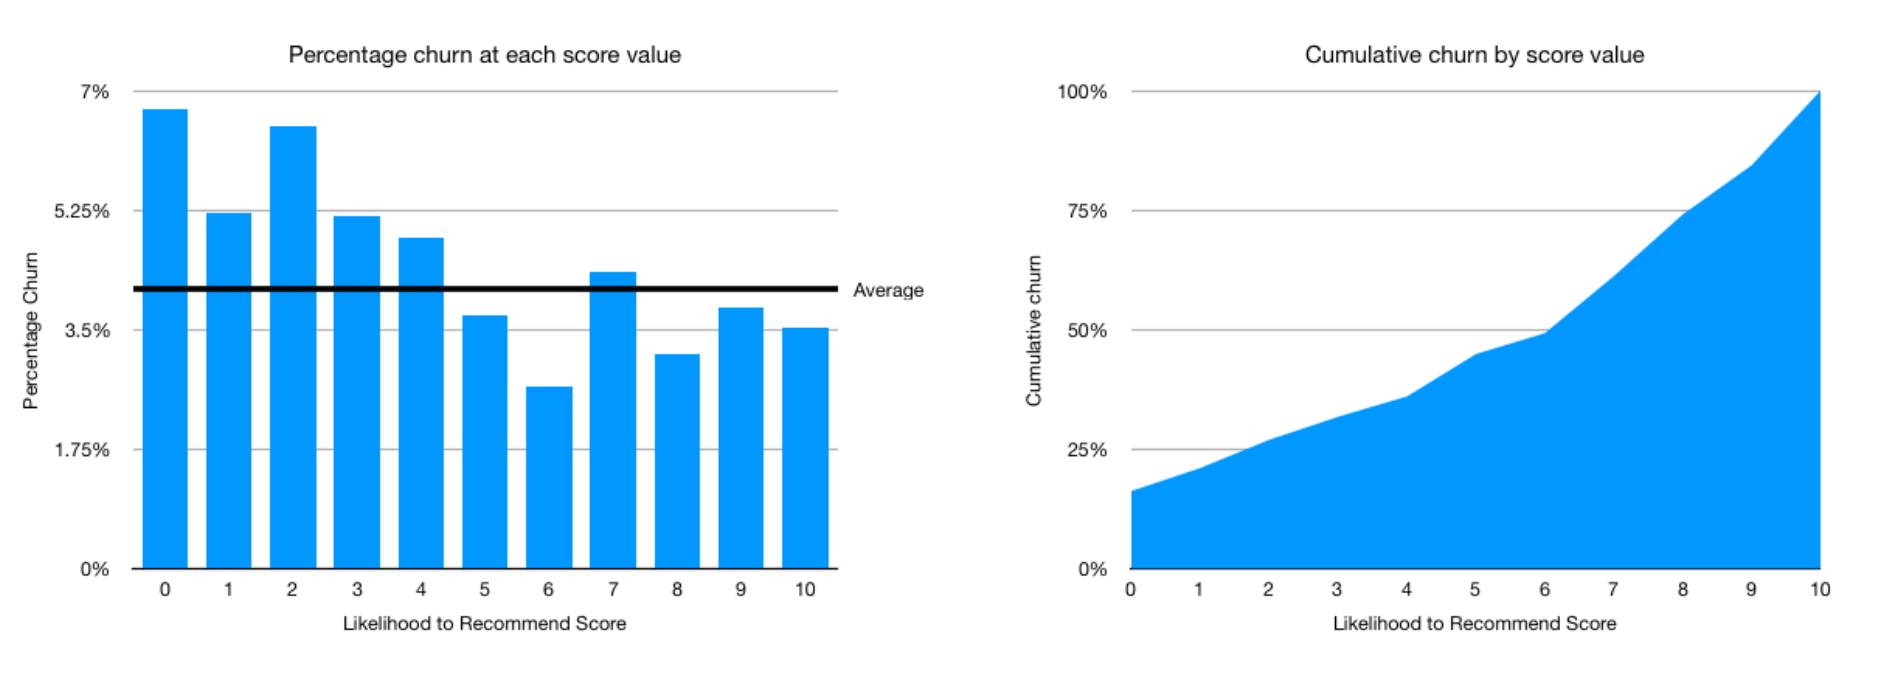 Percentage churn at each score value
7%
5.25%
3.5%
1.75%
0%
Percentage Churn
Average
0 1 2 3 4 5 6 7 8 9 10
Likelihood to Recommend Score
Cumulative churn by score value
100%
75%
50%
25%
0%
Cumulative churn
0 1 2 3 4 5 6 7 8 9 10
Likelihood to Recommend Score